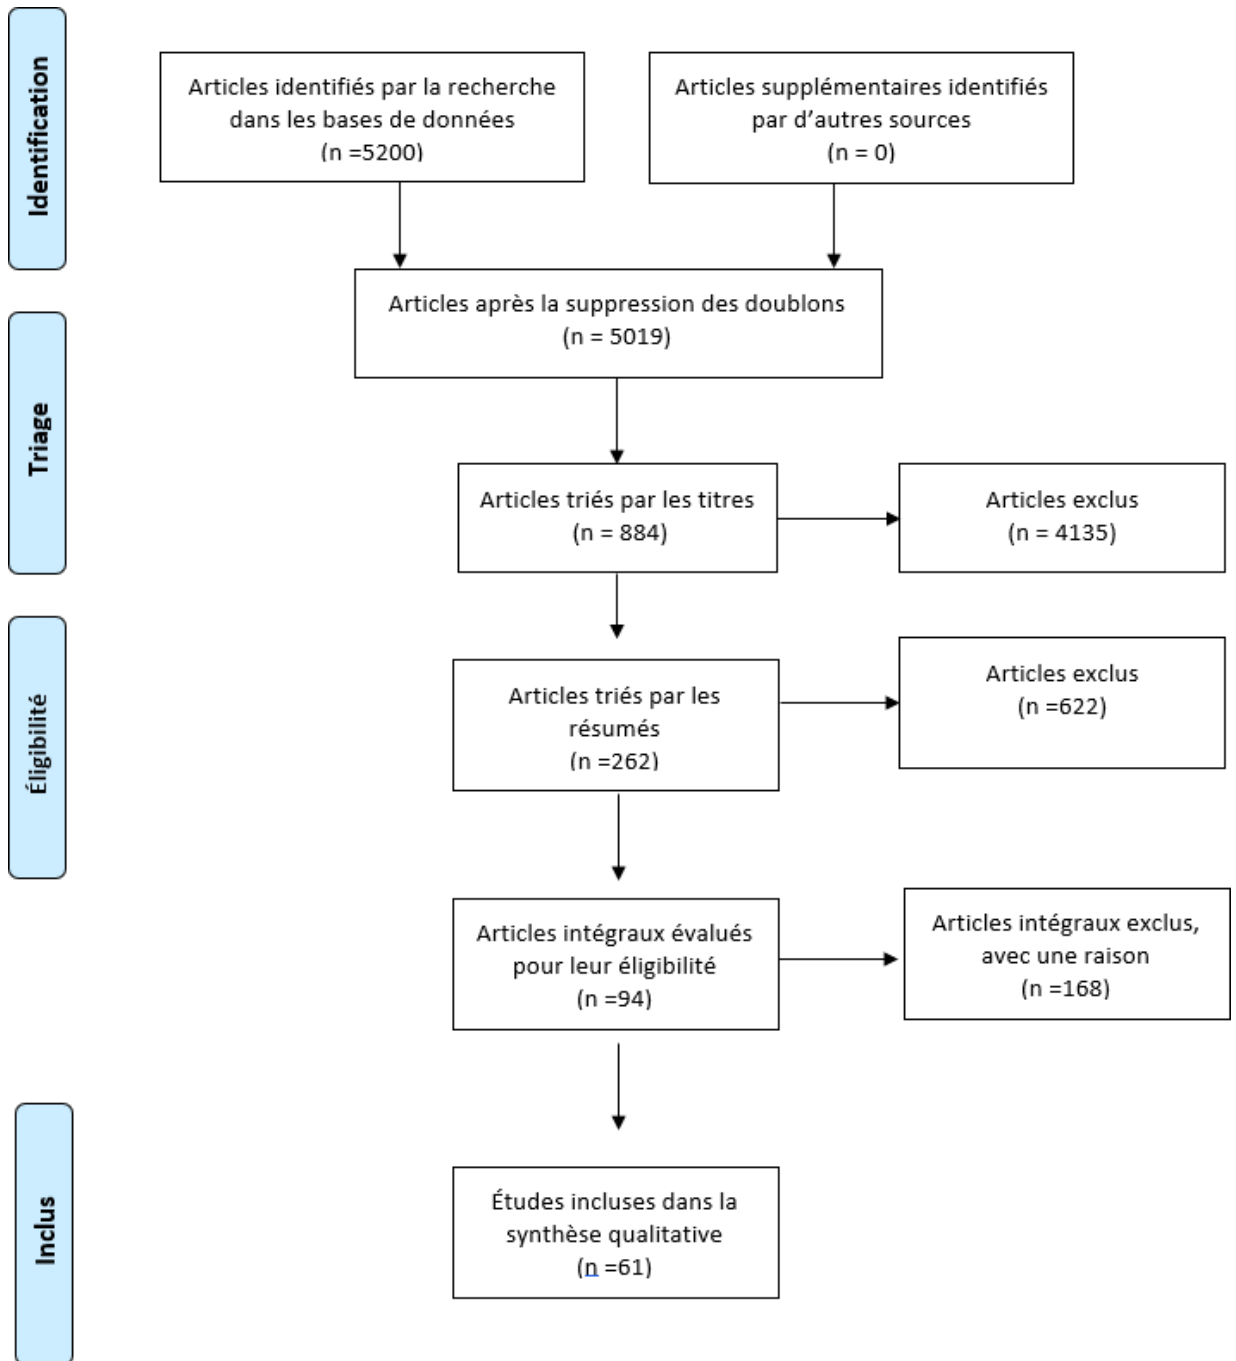 Identification
Articles identifiés par la recherche
dans les bases de données
(n =5200)
Articles supplémentaires identifiés
par d’autres sources
(n = 0)
Articles après la suppression des doublons
(n = 5019)
Triage
Articles triés par les titres
(n = 884)
Articles exclus
(n = 4135)
Éligibilité
Articles triés par les
résumés
(n =262)
Articles exclus
(n =622)
Articles intégraux évalués
pour leur éligibilité
(n =94)
Articles intégraux exclus,
avec une raison
(n =168)
Inclus
Études incluses dans la
synthèse qualitative
(n =61)